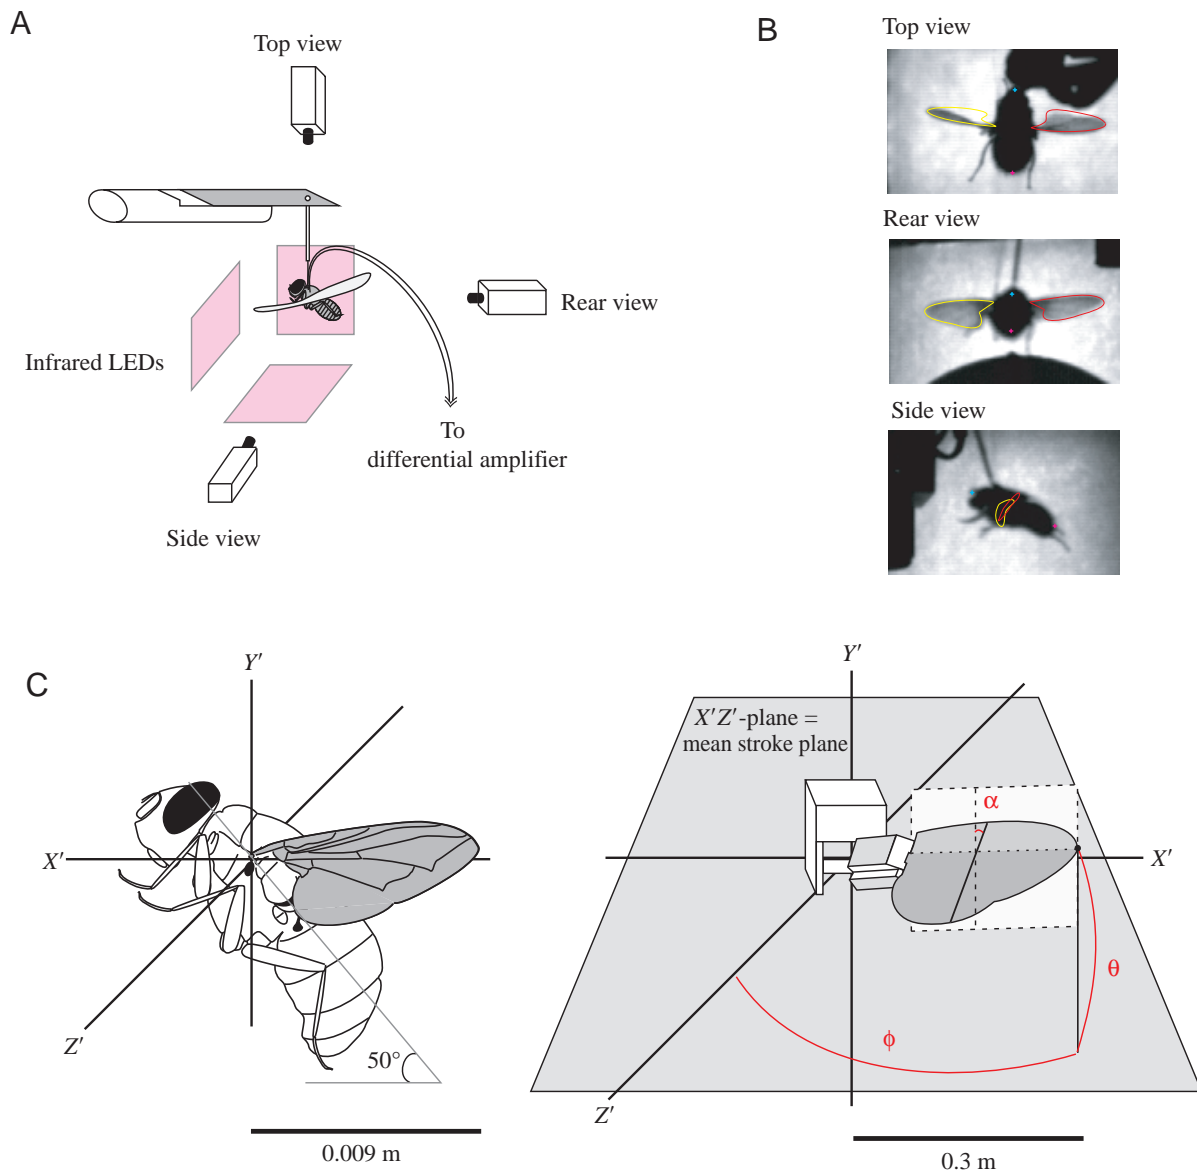 A
Top view
Rear view
Infrared LEDs
To
differential amplifier
Side view
B
Top view
Rear view
Side view
C
Y′
X′
Z′
50°
0.009 m
Y′
X′Z′-plane =
mean stroke plane
α
X′
θ
ϕ
Z′
0.3 m